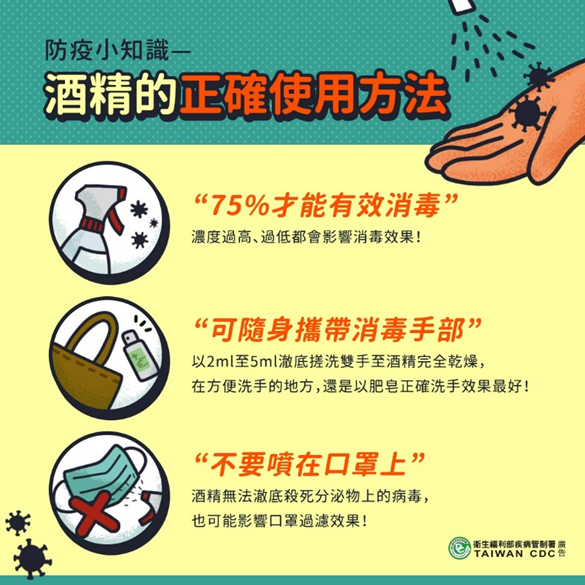 防疫小知識—
酒精的正確使用方法
“75%才能有效消毒”
濃度過高、過低都會影響消毒效果！
“可隨身攜帶消毒手部”
以2ml至5ml澈底搓洗雙手至酒精完全乾燥，
在方便洗手的地方，還是以肥皂正確洗手效果最好！
“不要噴在口罩上”
酒精無法澈底殺死分泌物上的病毒，
也可能影響口罩過濾效果！
衛生福利部疾病管制署 廣告
TAIWAN CDC